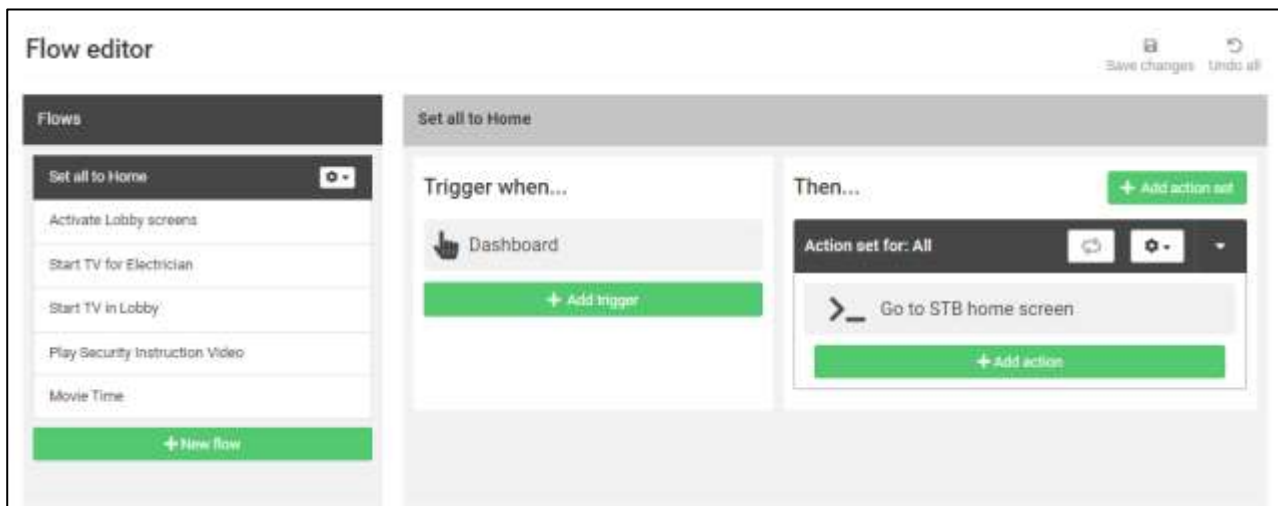 Flow editor
Save changes Undo all
Flows
Set all to Home
Activate Lobby screens
Start TV for Electrician
Start TV in Lobby
Play Security Instruction Video
Movie Time
+ New flow
Set all to Home
Trigger when...
Dashboard
+ Add trigger
Then...
+ Add action set
Action set for: All
Go to STB home screen
+ Add action